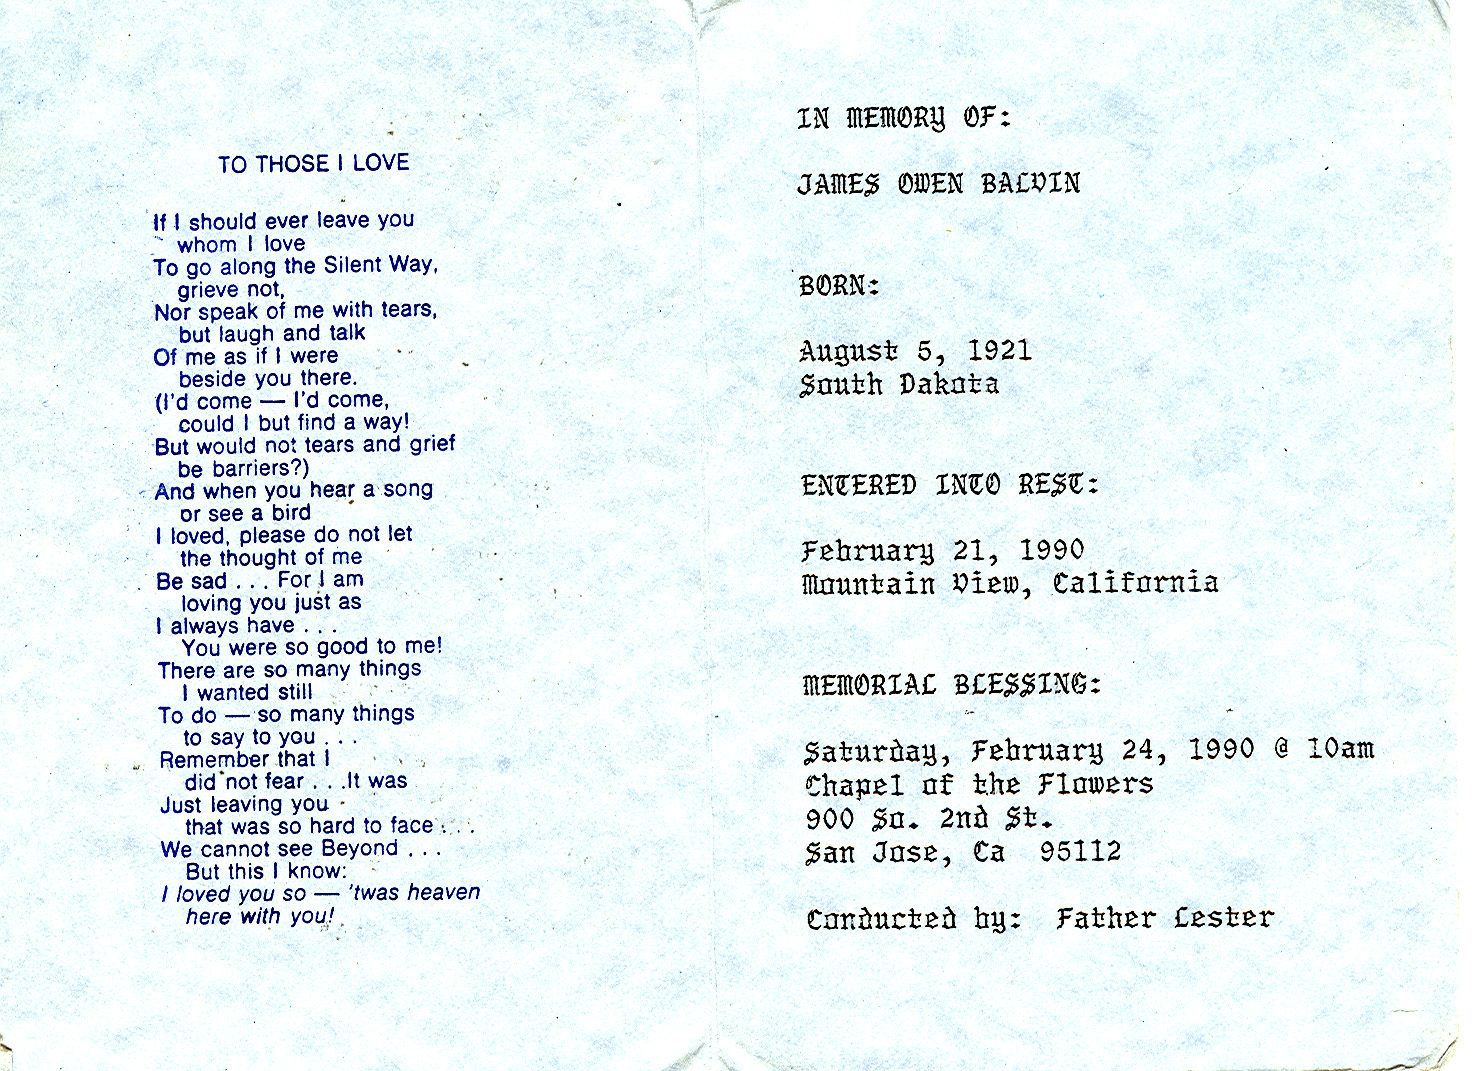 TO THOSE I LOVE
If I should ever leave you
whom I love
To go along the Silent Way,
grieve not,
Nor speak of me with tears,
but laugh and talk
Of me as if I were
beside you there.
(I'd come — I'd come,
could I but find a way!
But would not tears and grief
be barriers?)
And when you hear a song
or see a bird
I loved, please do not let
the thought of me
Be sad . . . For I am
loving you just as
I always have . . .
You were so good to me!
There are so many things
I wanted still
To do — so many things
to say to you . . .
Remember that I
did not fear . . . It was
Just leaving you
that was so hard to face . . .
We cannot see Beyond . . .
But this I know:
I loved you so — 'twas heaven
here with you!
IN MEMORY OF:
JAMES OWEN BALVIN
BORN:
August 5, 1921
South Dakota
ENTERED INTO REST:
February 21, 1990
Mountain View, California
MEMORIAL BLESSING:
Saturday, February 24, 1990 @ 10am
Chapel of the Flowers
900 So. 2nd St.
San Jose, Ca  95112
Conducted by:  Father Lester